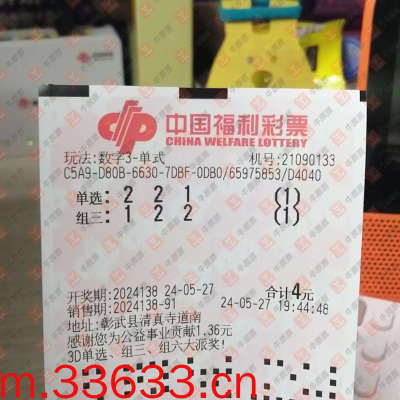 中国福利彩票
CHINA WELFARE LOTTERY
玩法:数字3-单式 机号:21090133
C5A9-D80B-6630-7DBF-0DB0/65975853/D4040
单选: 2 2 1 (1)
组三: 1 2 2 (1)
开奖期:2024138 24-05-27 合计4元
销售期:2024138-91 24-05-27 19:44:48
地址:彰武县清真寺道南
感谢您为公益事业贡献1.36元
3D单选、组三、组六大派奖!
m.33633.cn